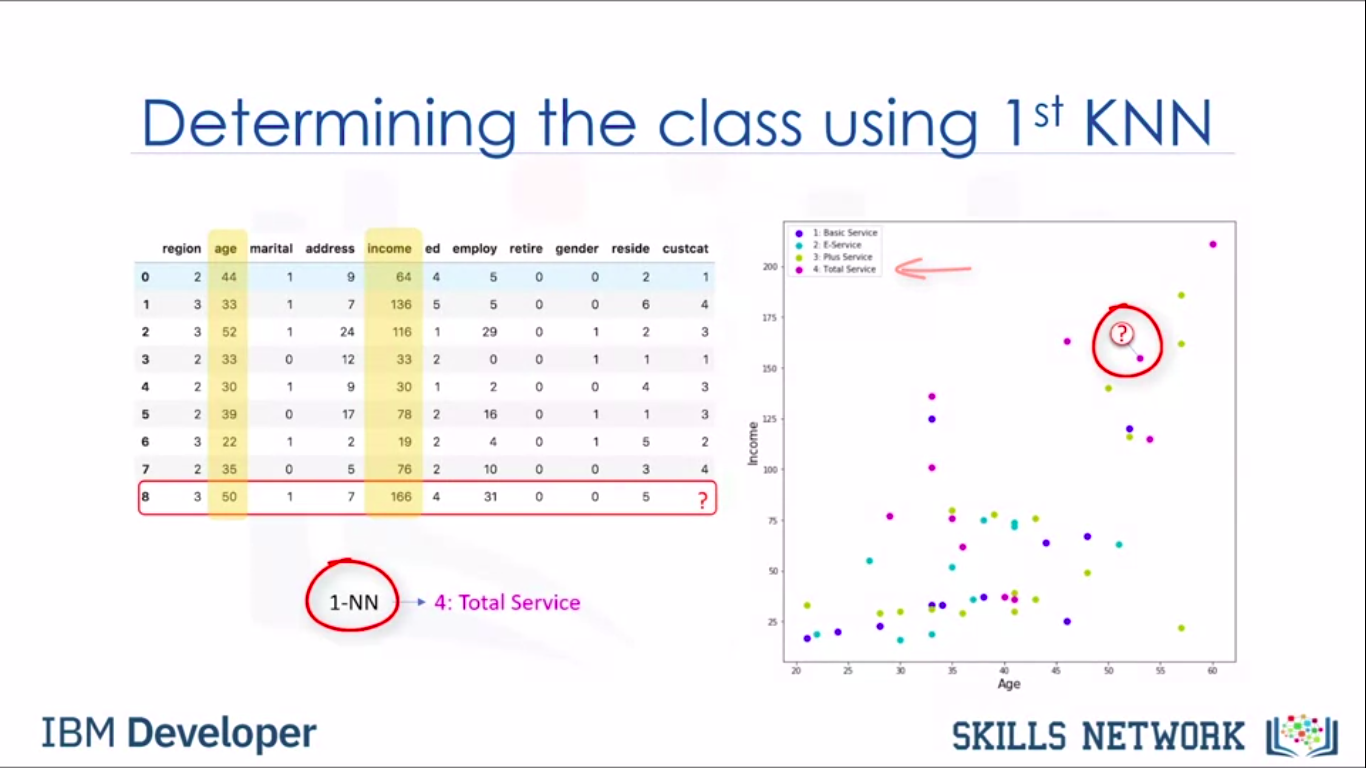 Determining the class using 1st KNN
region age marital address income ed employ retire gender reside custcat
0 2 44 1 9 64 4 5 0 0 2 1
1 3 33 1 7 136 5 5 0 0 6 4
2 3 52 1 24 116 1 29 0 1 2 3
3 2 33 0 12 33 2 0 0 1 1 1
4 2 30 1 9 30 1 2 0 0 4 3
5 2 39 0 17 78 2 16 0 1 1 3
6 3 22 1 2 19 2 4 0 1 5 2
7 2 35 0 5 76 2 10 0 0 3 4
8 3 50 1 7 166 4 31 0 0 5 ?
1-NN
4: Total Service
1: Basic Service
2: E-Service
3: Plus Service
4: Total Service
?
200
175
150
125
100
75
50
25
Income
20 25 30 35 40 45 50 55 60
Age
IBM Developer
SKILLS NETWORK